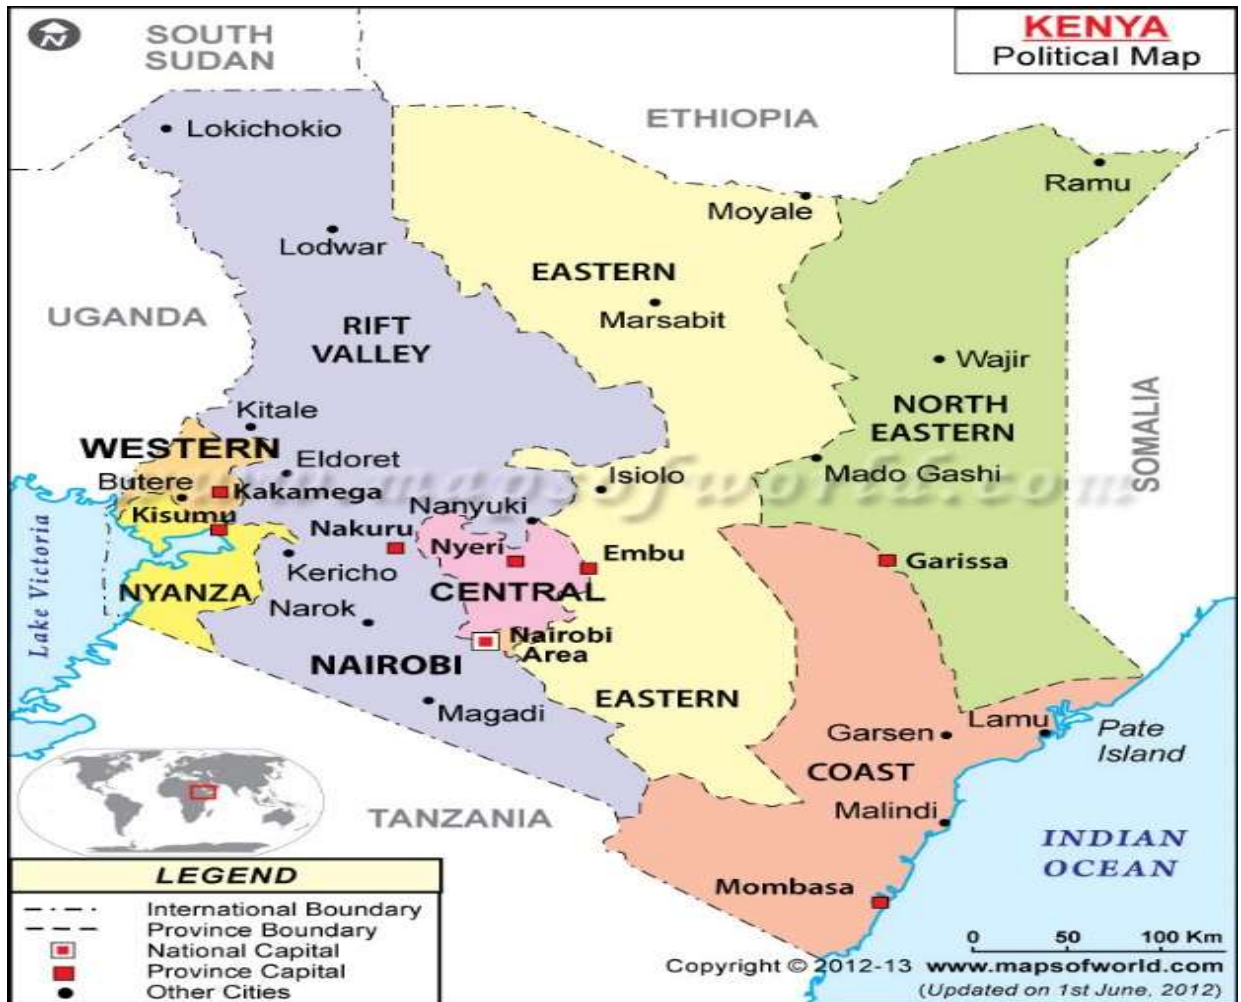 KENYA
Political Map
N
SOUTH
SUDAN
ETHIOPIA
Lokichokio
Ramu
Moyale
Lodwar
EASTERN
Marsabit
UGANDA
RIFT
VALLEY
Wajir
SOMALIA
NORTH
EASTERN
Kitale
WESTERN
Eldoret
Isiolo
Mado Gashi
Butere
Kakamega
www.mapsofworld.com
Nanyuki
Kisumu
Nakuru
Nyeri
Embu
Garissa
Lake Victoria
Kericho
NYANZA
CENTRAL
Narok
Nairobi
Area
NAIROBI
EASTERN
Magadi
Garsen
Lamu
Pate
Island
COAST
Malindi
TANZANIA
INDIAN
OCEAN
Mombasa
LEGEND
International Boundary
Province Boundary
National Capital
Province Capital
Other Cities
0 50 100 Km
Copyright © 2012-13 www.mapsofworld.com
(Updated on 1st June, 2012)